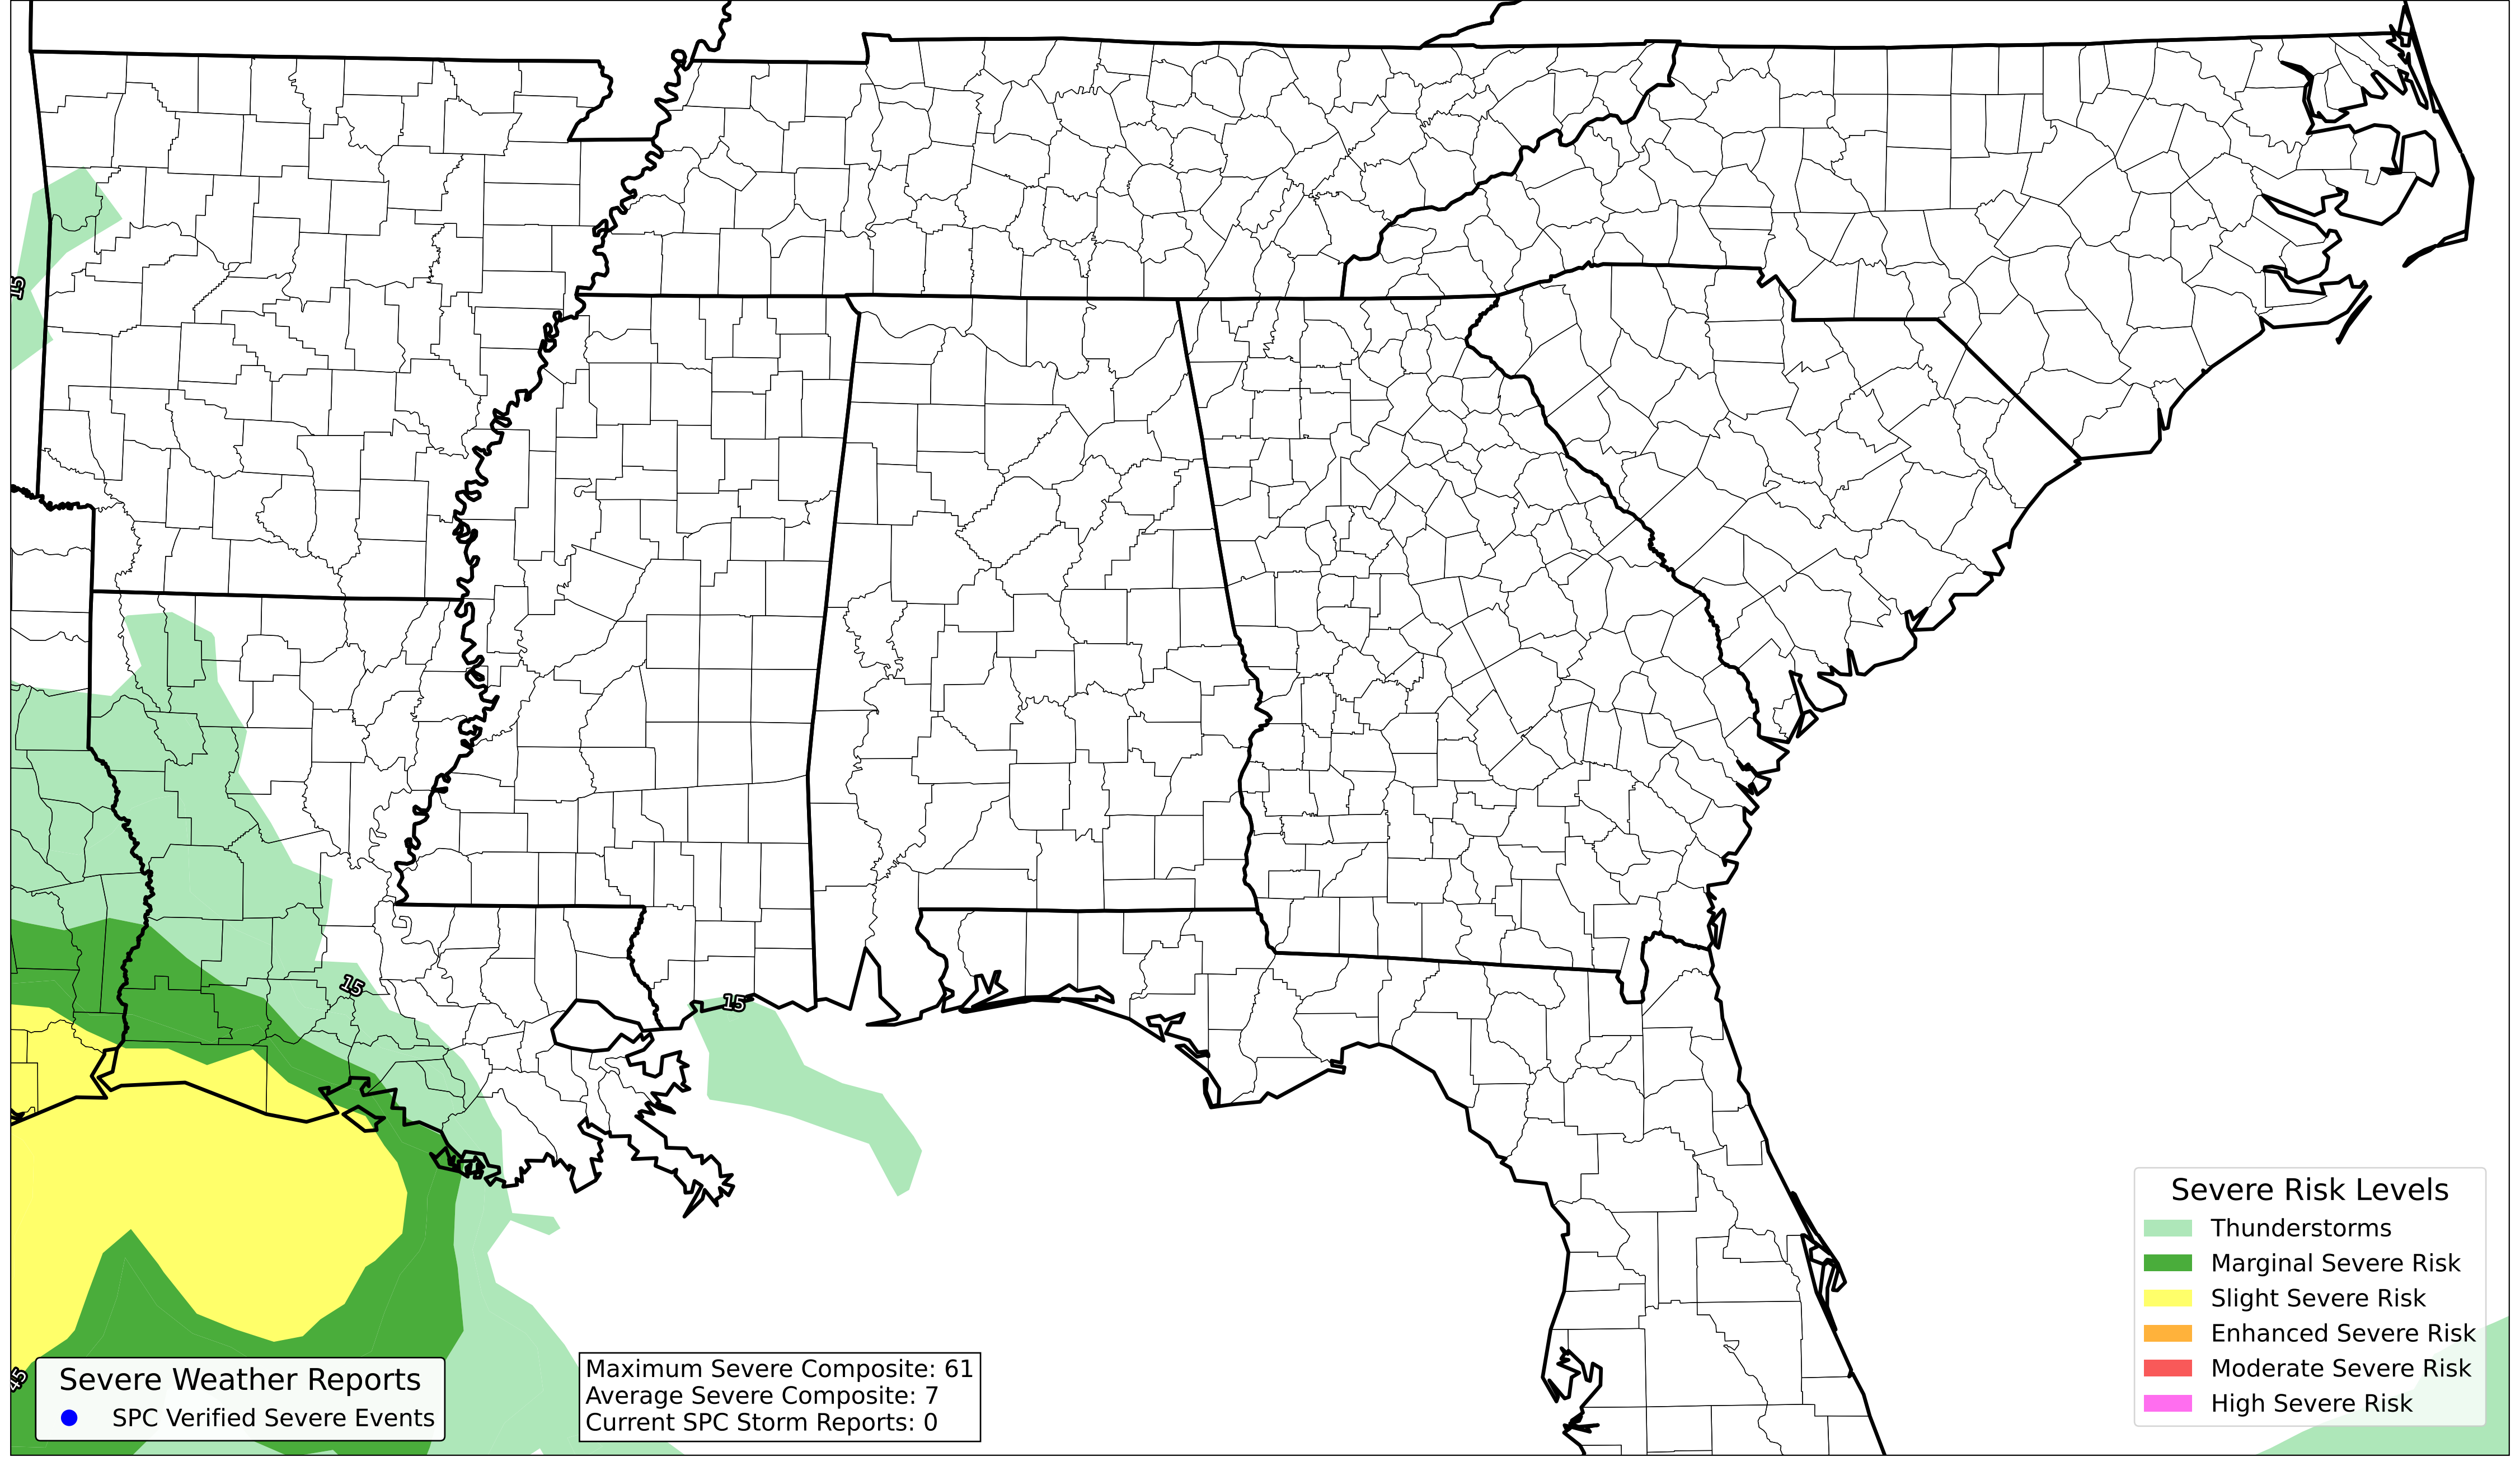 15
15
15
45
Severe Weather Reports
SPC Verified Severe Events
Maximum Severe Composite: 61
Average Severe Composite: 7
Current SPC Storm Reports: 0
Severe Risk Levels
Thunderstorms
Marginal Severe Risk
Slight Severe Risk
Enhanced Severe Risk
Moderate Severe Risk
High Severe Risk